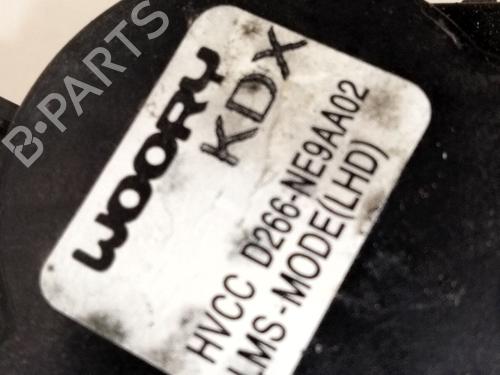 B-PARTS
WOORY
KDX
HVCC D266-NE9AA02
LMS-MODE(LHD)